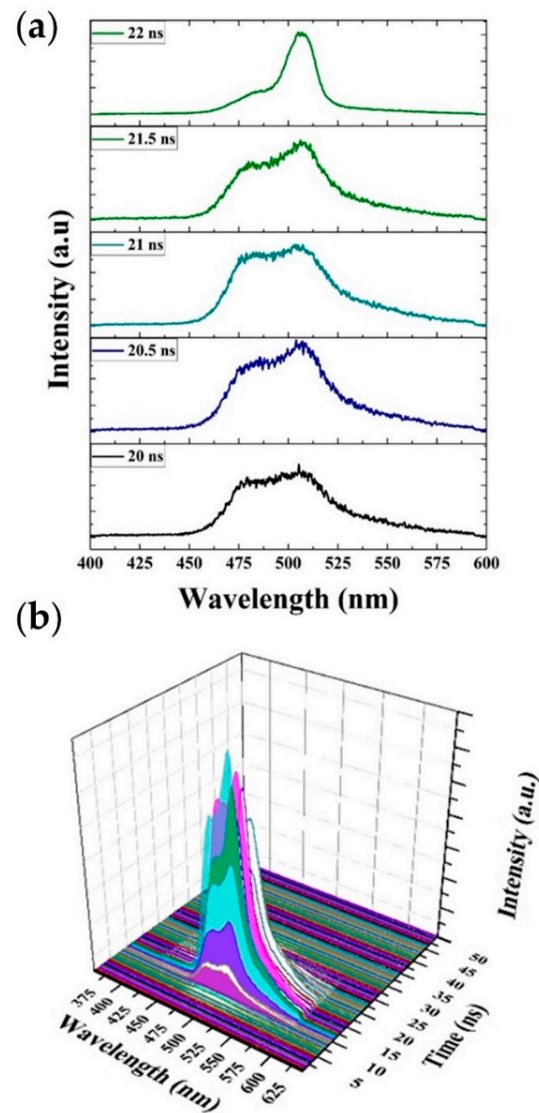 (a)
22 ns
21.5 ns
21 ns
20.5 ns
20 ns
Intensity (a.u)
400 425 450 475 500 525 550 575 600
Wavelength (nm)
(b)
Intensity (a.u.)
50
45
40
35
30
25
20
15
10
5
Time (ns)
375
400
425
450
475
500
525
550
575
600
625
Wavelength (nm)